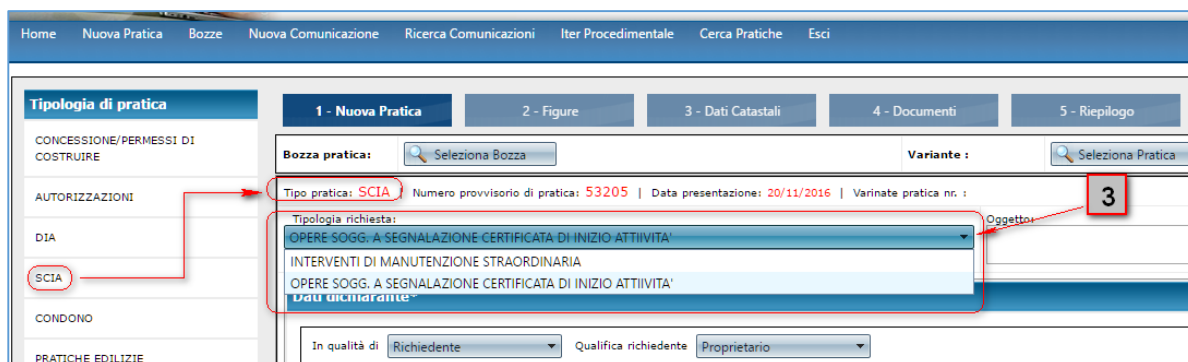 Home Nuova Pratica Bozze Nuova Comunicazione Ricerca Comunicazioni Iter Procedimentale Cerca Pratiche Esci
Tipologia di pratica
CONCESSIONE/PERMESSI DI
COSTRUIRE
AUTORIZZAZIONI
DIA
SCIA
CONDONO
PRATICHE EDILIZIE
1 - Nuova Pratica 2 - Figure 3 - Dati Catastali 4 - Documenti 5 - Riepilogo
Bozza pratica: Seleziona Bozza Variante : Seleziona Pratica
Tipo pratica: SCIA | Numero provvisorio di pratica: 53205 | Data presentazione: 20/11/2016 | Varinate pratica nr. :
3
Tipologia richiesta: Oggetto:
OPERE SOGG. A SEGNALAZIONE CERTIFICATA DI INIZIO ATTIIVITA'
INTERVENTI DI MANUTENZIONE STRAORDINARIA
OPERE SOGG. A SEGNALAZIONE CERTIFICATA DI INIZIO ATTIIVITA'
Dati dichiarante*
In qualità di Richiedente Qualifica richiedente Proprietario